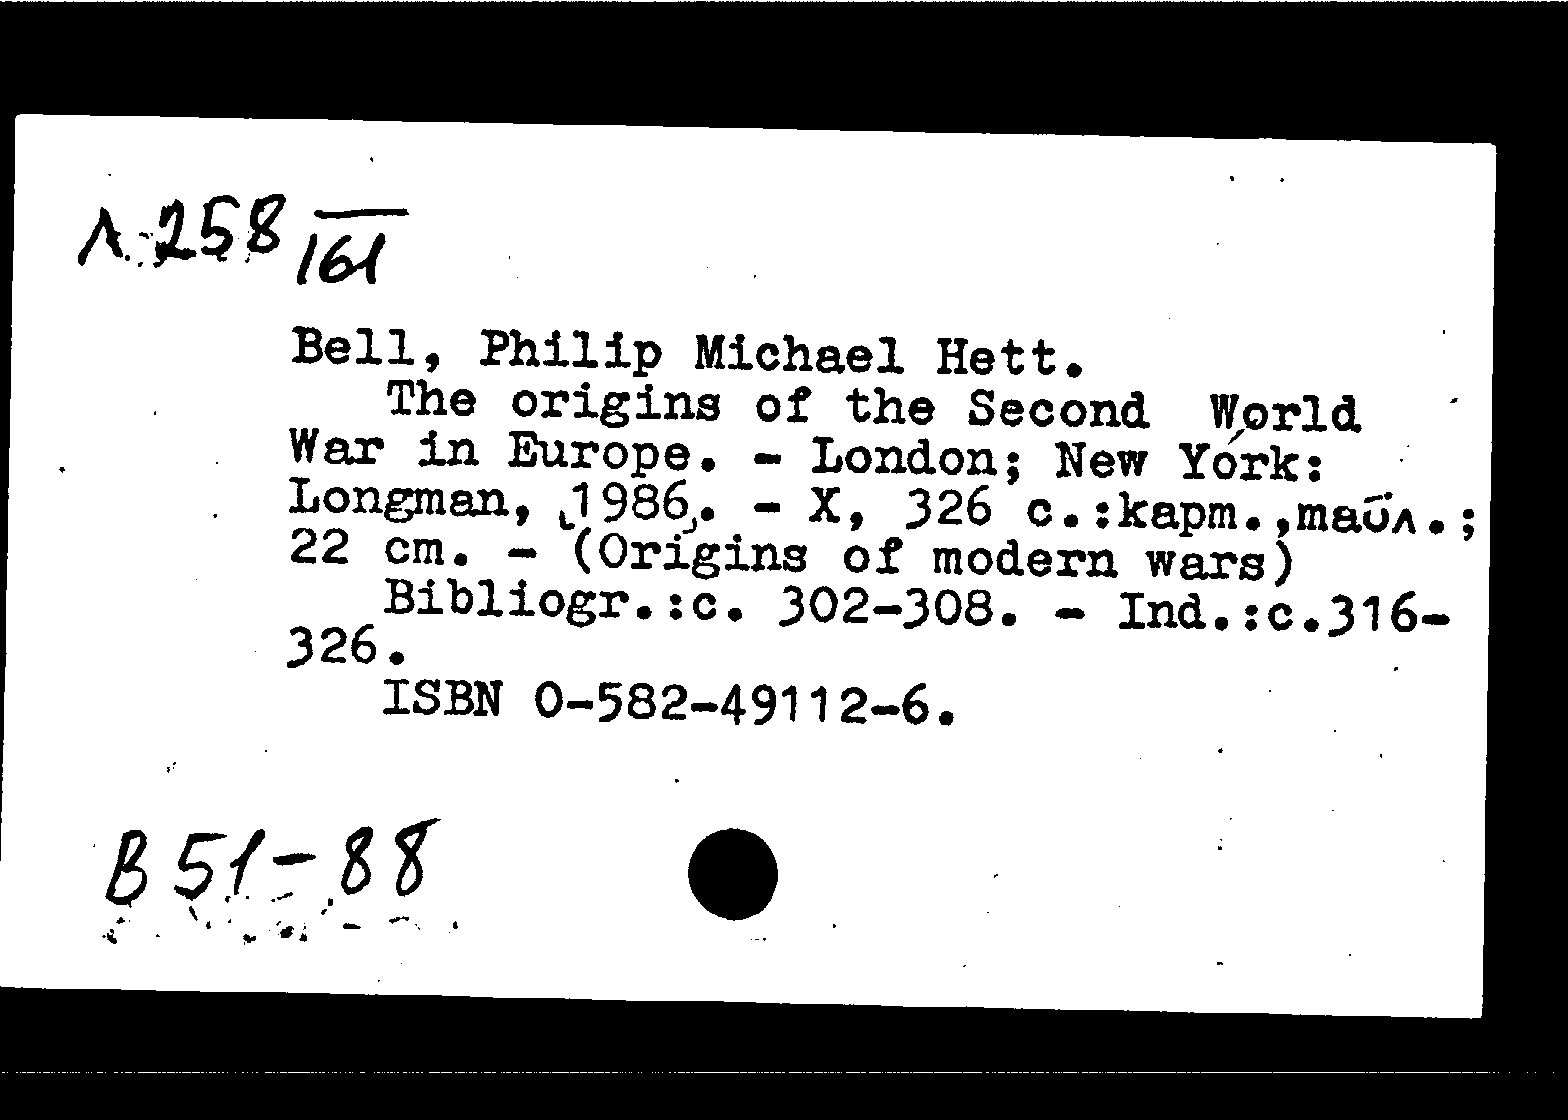 Л 258/161
Bell, Philip Michael Hett.
The origins of the Second World
War in Europe. - London; New York:
Longman, [1986]. - X, 326 c.:карт.,табл.;
22 cm. - (Origins of modern wars)
Bibliogr.:c. 302-308. - Ind.:c.316-
326.
ISBN 0-582-49112-6.
B 51-88